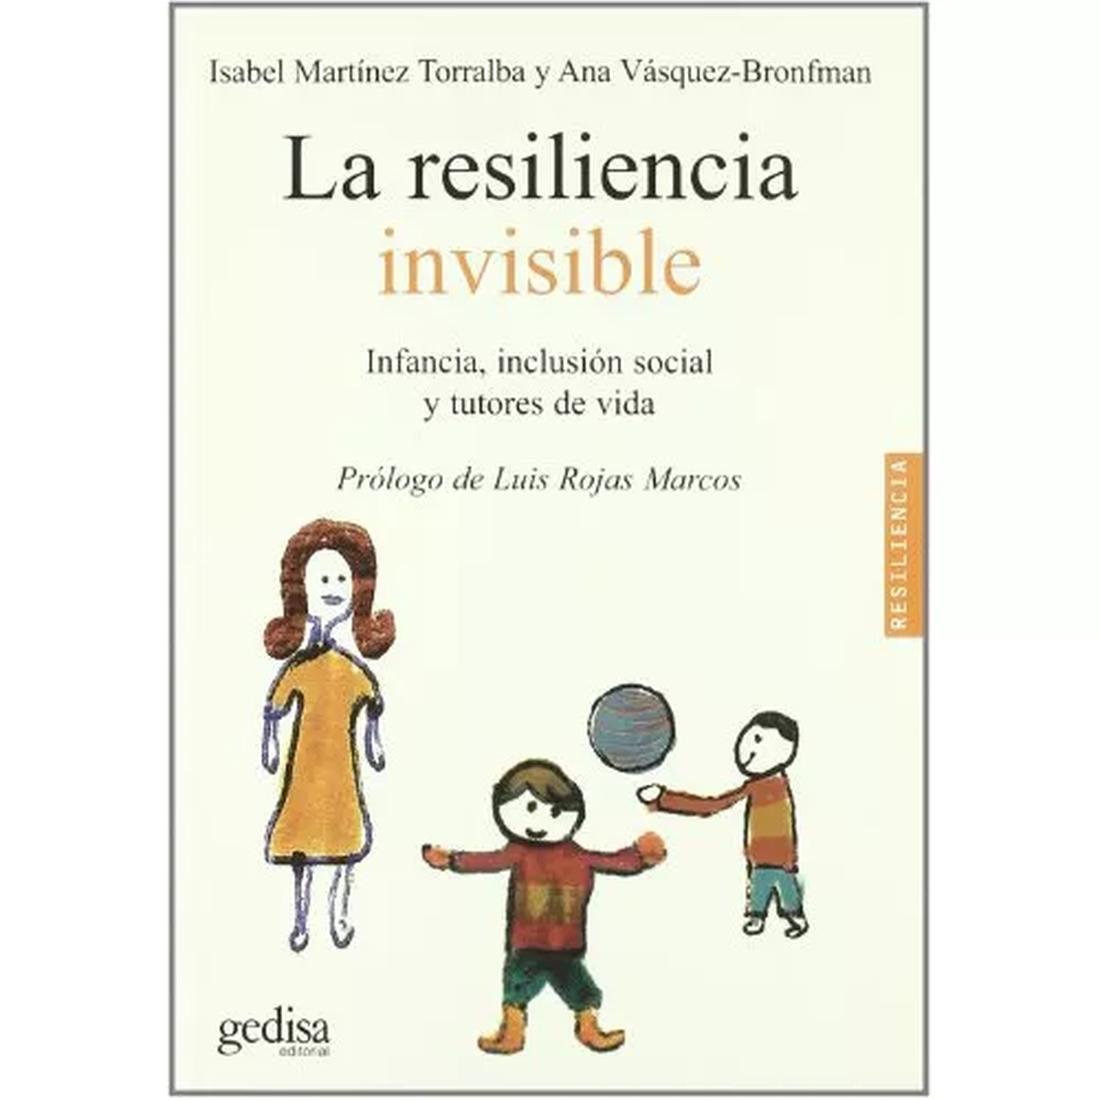 Isabel Martínez Torralba y Ana Vásquez-Bronfman
La resiliencia
invisible
Infancia, inclusión social
y tutores de vida
Prólogo de Luis Rojas Marcos
RESILIENCIA
gedisa
editorial